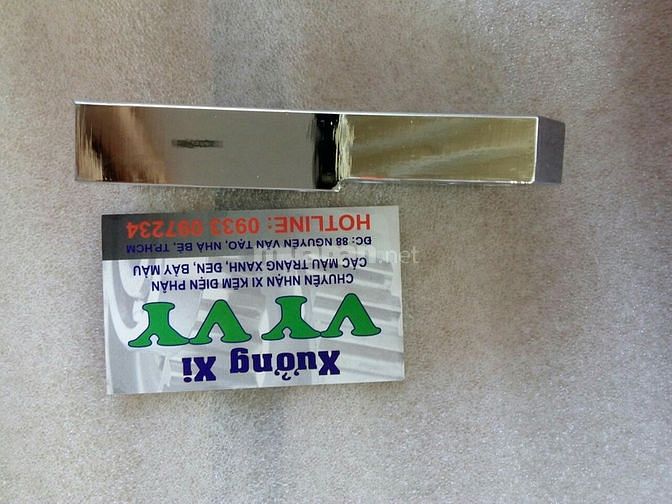 Xưởng Xi
VY VY
CHUYÊN NHẬN XI KẼM ĐIỆN PHÂN
CÁC MÀU TRẮNG XANH, ĐEN, BẢY MÀU
ĐC: 88 NGUYỄN VĂN TẠO, NHÀ BÈ, TP.HCM
HOTLINE: 0933 097234